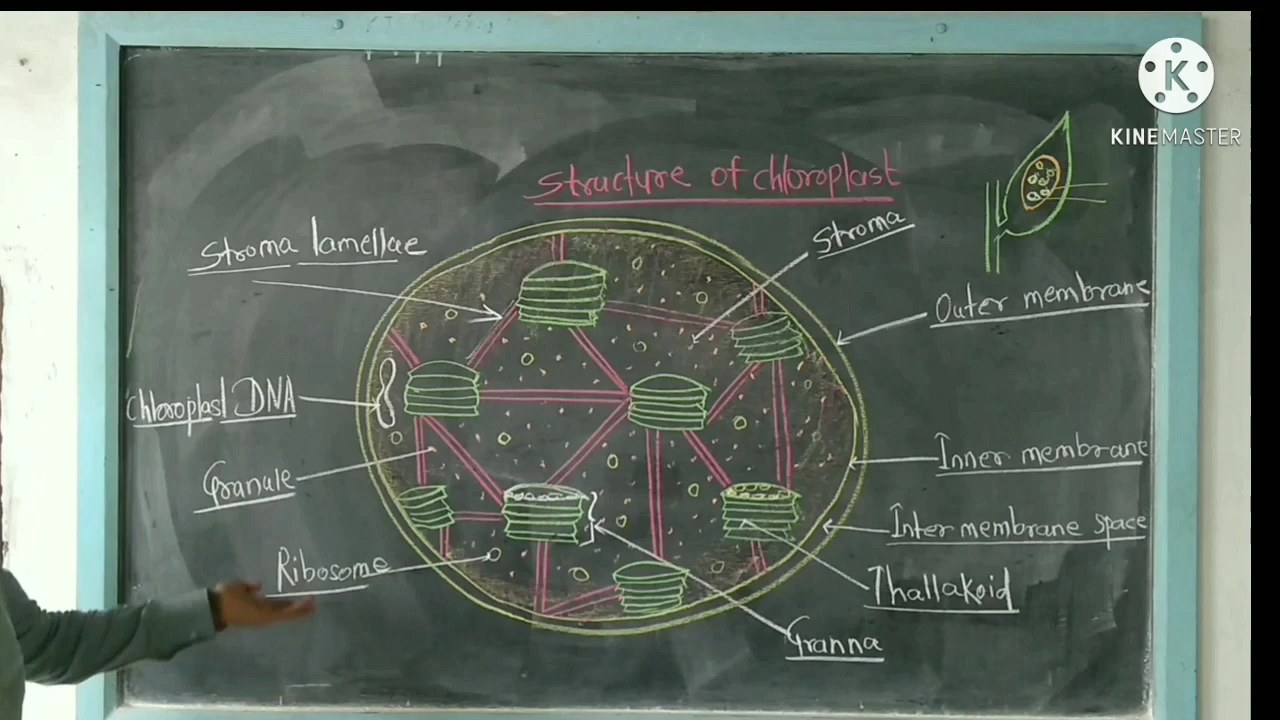 K
KINEMASTER
Structure of chloroplast
Stroma lamellae
Stroma
Outer membrane
Chloroplast DNA
Inner membrane
Granule
Inter membrane space
Ribosome
Thallakoid
Granna